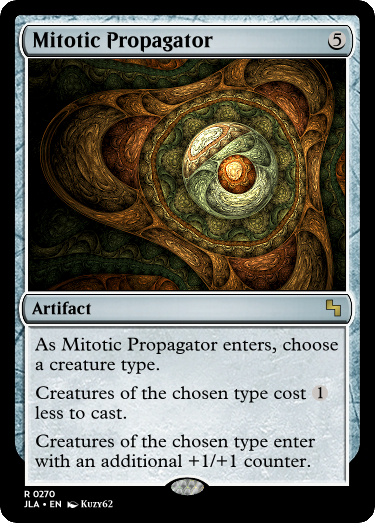 Mitotic Propagator 5
Artifact
As Mitotic Propagator enters, choose
a creature type.
Creatures of the chosen type cost 1
less to cast.
Creatures of the chosen type enter
with an additional +1/+1 counter.
R 0270
JLA • EN Kuzy62